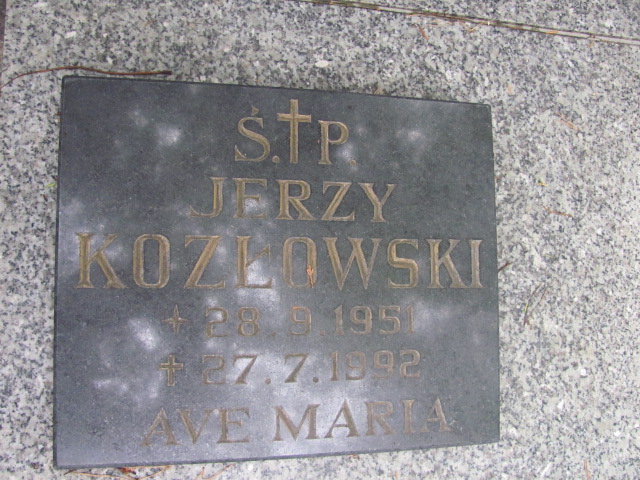 Ś.✝P.
JERZY
KOZŁOWSKI
✶ 28.9.1951
✝ 27.7.1992
AVE MARIA